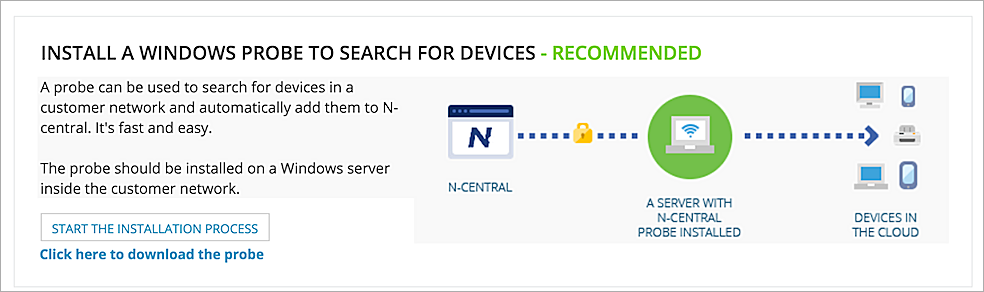 INSTALL A WINDOWS PROBE TO SEARCH FOR DEVICES - RECOMMENDED
A probe can be used to search for devices in a
customer network and automatically add them to N-
central. It's fast and easy.
The probe should be installed on a Windows server
inside the customer network.
START THE INSTALLATION PROCESS
Click here to download the probe
N
N-CENTRAL
A SERVER WITH
N-CENTRAL
PROBE INSTALLED
DEVICES IN
THE CLOUD